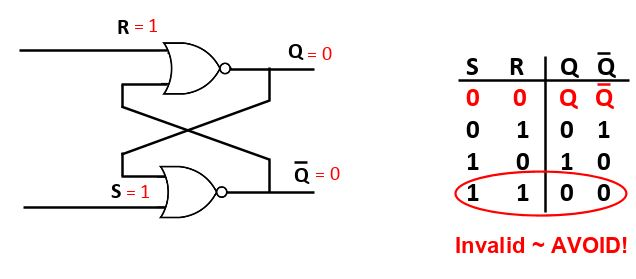 R = 1
Q = 0
Q̅ = 0
S = 1
S R Q Q̅
0 0 Q Q̅
0 1 0 1
1 0 1 0
1 1 0 0
Invalid ~ AVOID!